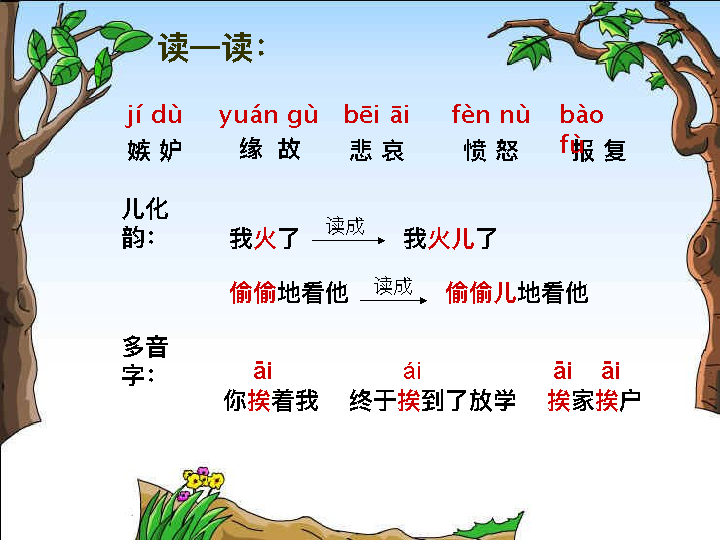 读一读：
jí dù yuán gù bēi āi fèn nù bào fù
嫉 妒 缘 故 悲 哀 愤 怒 报 复
儿化韵：
我火了 读成 我火儿了
偷偷地看他 读成 偷偷儿地看他
多音字：
āi ái āi āi
你挨着我 终于挨到了放学 挨家挨户